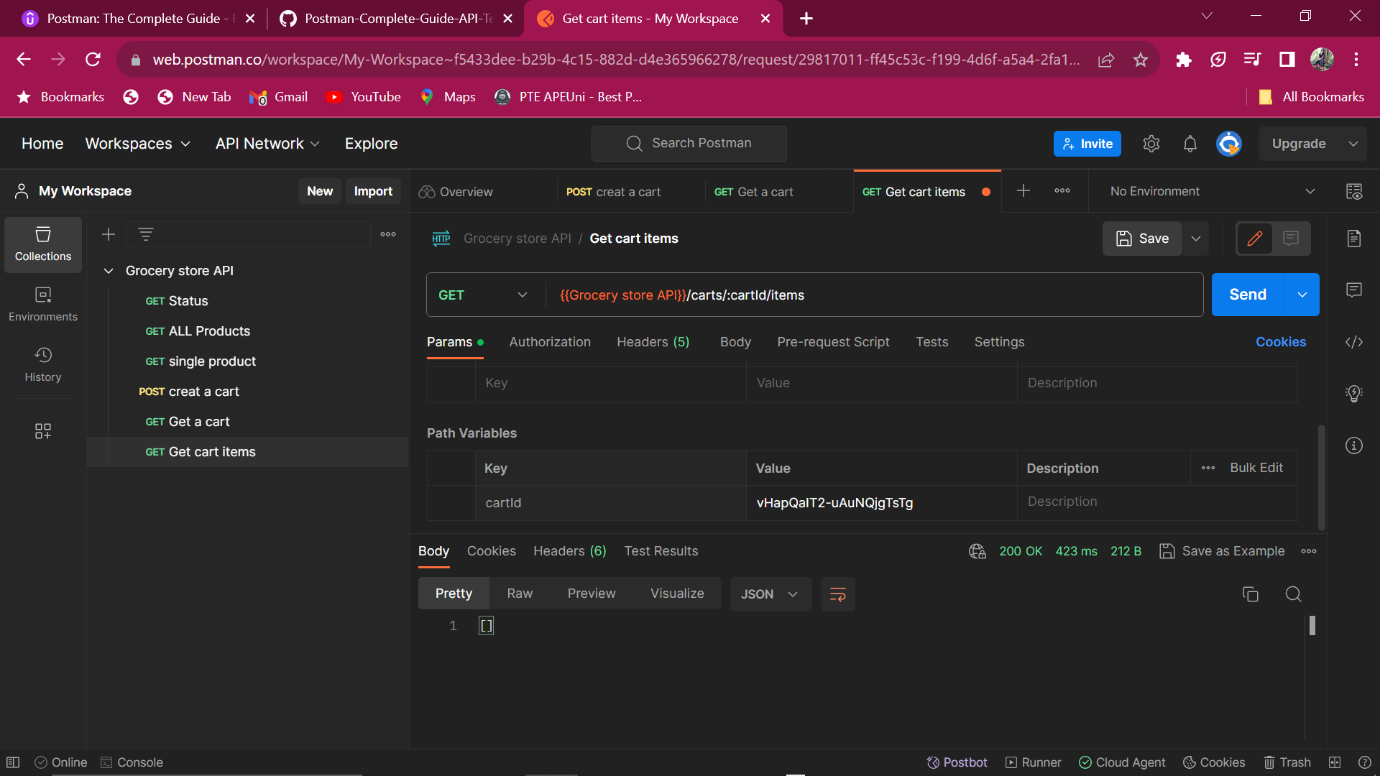 Postman: The Complete Guide -
Postman-Complete-Guide-API-Te
Get cart items - My Workspace
web.postman.co/workspace/My-Workspace~f5433dee-b29b-4c15-882d-d4e365966278/request/29817011-ff45c53c-f199-4d6f-a5a4-2fa1...
Bookmarks
New Tab
Gmail
YouTube
Maps
PTE APEUni - Best P...
All Bookmarks
Home
Workspaces
API Network
Explore
Search Postman
Invite
Upgrade
My Workspace
New
Import
Overview
POST creat a cart
GET Get a cart
GET Get cart items
No Environment
Collections
Environments
History
Grocery store API
GET Status
GET ALL Products
GET single product
POST creat a cart
GET Get a cart
GET Get cart items
HTTP
Grocery store API / Get cart items
Save
GET
{{Grocery store API}}/carts/:cartId/items
Send
Params
Authorization
Headers (5)
Body
Pre-request Script
Tests
Settings
Cookies
Key
Value
Description
Path Variables
Key
Value
Description
Bulk Edit
cartId
vHapQaIT2-uAuNQjgTsTg
Description
Body
Cookies
Headers (6)
Test Results
200 OK
423 ms
212 B
Save as Example
Pretty
Raw
Preview
Visualize
JSON
1
[]
Online
Console
Postbot
Runner
Cloud Agent
Cookies
Trash